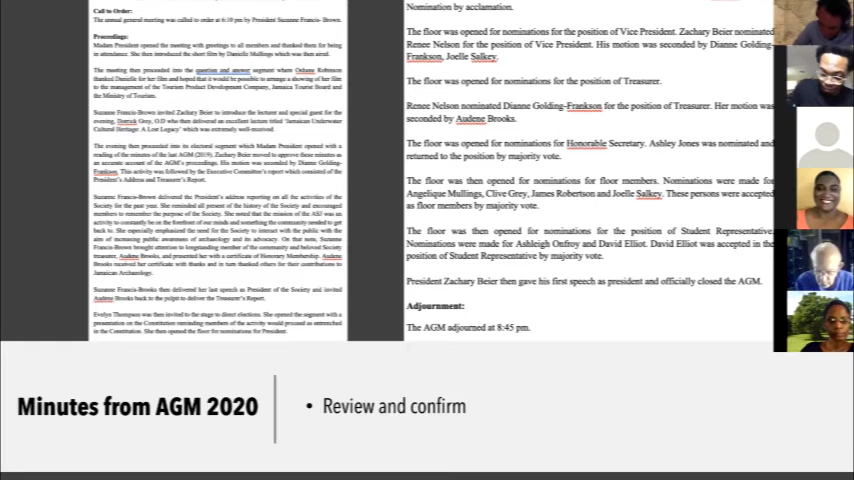 Call to Order:
The annual general meeting was called to order at 6:10 pm by President Suzanne Francis- Brown.
Proceedings:
Madam President opened the meeting with greetings to all members and thanked them for being
in attendance. She then introduced the short film by Danielle Mullings which was then aired.
The meeting then proceeded into the question and answer segment where Odiane Robinson
thanked Danielle for her film and hoped that it would be possible to arrange a showing of her film
to the management of the Tourism Product Development Company, Jamaica Tourist Board and
the Ministry of Tourism.
Suzanne Francis-Brown invited Zachary Beier to introduce the lecturer and special guest for the
evening, Dorrick Grey, O.D who then delivered an excellent lecture titled ‘Jamaican Underwater
Cultural Heritage: A Lost Legacy’ which was extremely well-received.
The evening then proceeded into its electoral segment which Madam President opened with a
reading of the minutes of the last AGM (2019). Zachary Beier moved to approve these minutes as
an accurate account of the AGM's proceedings. His motion was seconded by Dianne Golding-
Frankson. This activity was followed by the Executive Committee's report which consisted of the
President's Address and Treasurer's Report.
Suzanne Francis-Brown delivered the President's address reporting on all the activities of the
Society for the past year. She reminded all present of the history of the Society and encouraged
members to remember the purpose of the Society. She noted that the mission of the ASJ was an
activity to constantly be on the forefront of our minds and something the community needed to get
back to. She especially emphasized the need for the Society to interact with the public with the
aim of increasing public awareness of archaeology and its advocacy. On that note, Suzanne
Francis-Brown brought attention to longstanding member of the community and beloved Society
treasurer, Audene Brooks, and presented her with a certificate of Honorary Membership. Audene
Brooks received her certificate with thanks and in turn thanked others for their contributions to
Jamaican Archaeology.
Suzanne Francis-Brooks then delivered her last speech as President of the Society and invited
Audene Brooks back to the pulpit to deliver the Treasurer's Report.
Evelyn Thompson was then invited to the stage to direct elections. She opened the segment with a
presentation on the Constitution reminding members of the activity would proceed as entrenched
in the Constitution. She then opened the floor for nominations for President.
Nomination by acclamation.
The floor was opened for nominations for the position of Vice President. Zachary Beier nominated
Renee Nelson for the position of Vice President. His motion was seconded by Dianne Golding-
Frankson, Joelle Salkey.
The floor was opened for nominations for the position of Treasurer.
Renee Nelson nominated Dianne Golding-Frankson for the position of Treasurer. Her motion was
seconded by Audene Brooks.
The floor was opened for nominations for Honorable Secretary. Ashley Jones was nominated and
returned to the position by majority vote.
The floor was then opened for nominations for floor members. Nominations were made for
Angelique Mullings, Clive Grey, James Robertson and Joelle Salkey. These persons were accepted
as floor members by majority vote.
The floor was then opened for nominations for the position of Student Representative.
Nominations were made for Ashleigh Onfroy and David Elliot. David Elliot was accepted in the
position of Student Representative by majority vote.
President Zachary Beier then gave his first speech as president and officially closed the AGM.
Adjournment:
The AGM adjourned at 8:45 pm.
Minutes from AGM 2020
• Review and confirm